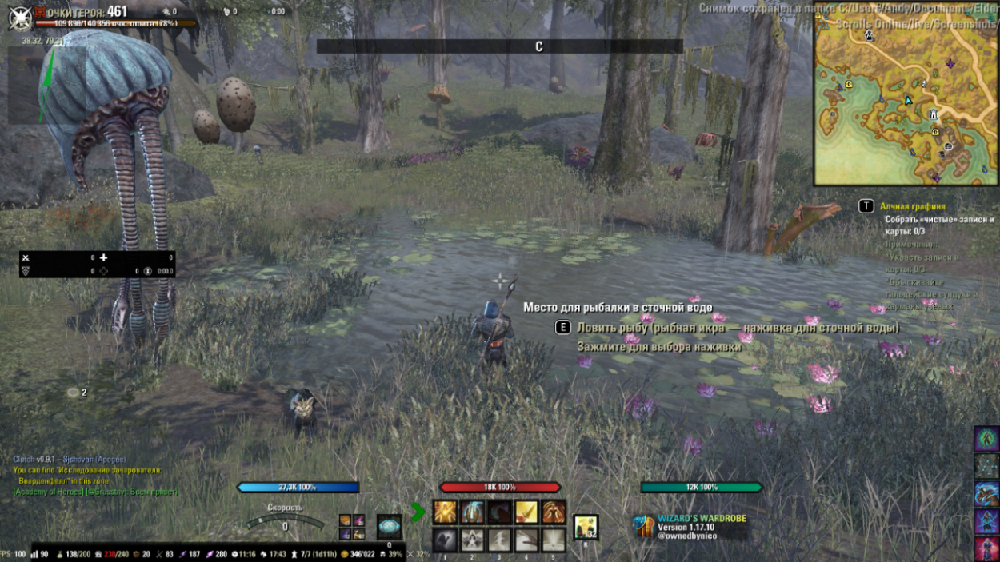 ОЧКИ ГЕРОЯ: 461
0
0
0:00
109 896/140 356 очк. опыта (78%)
38.32, 79.21
Снимок сохранен в папке C:/Users/Andy/Documents/Elder
Scrolls Online/live/Screenshots/
С
T Алчная графиня
Собрать «чистые» записи и
карты: 0/3
Примечания:
Украсть записи и
карты: 0/3
Обыскивайте
гильдейские сундуки и
карманы ученых
0 0
0 0 0:00.0
Место для рыбалки в сточной воде
E Ловить рыбу (рыбная икра — наживка для сточной воды)
Зажмите для выбора наживки
2
Clutch v0.9.1 – Sjshovan (Apogee)
You can find "Исследование зачарователя:
Вварденфелл" in this zone
[Academy of Heroes] [@Grusstny]: Всем привет)
27,3K 100%
18K 100%
12K 100%
Скорость
0
Q
132
R
1 2 3 4 5
WIZARD'S WARDROBE
Version 1.17.10
@ownedbynico
FPS: 100 90 138/200 238/240 20 83 187 280 11:16 17:43 7/7 (1d11h) 346'022 39% 32%